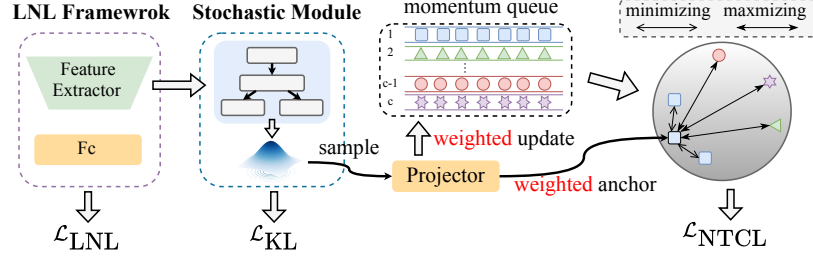 LNL Framewrok
Feature
Extractor
Fc
ℒLNL
Stochastic Module
ℒKL
sample
momentum queue
1
2
c-1
c
weighted update
Projector
weighted anchor
minimizing maxmizing
ℒNTCL